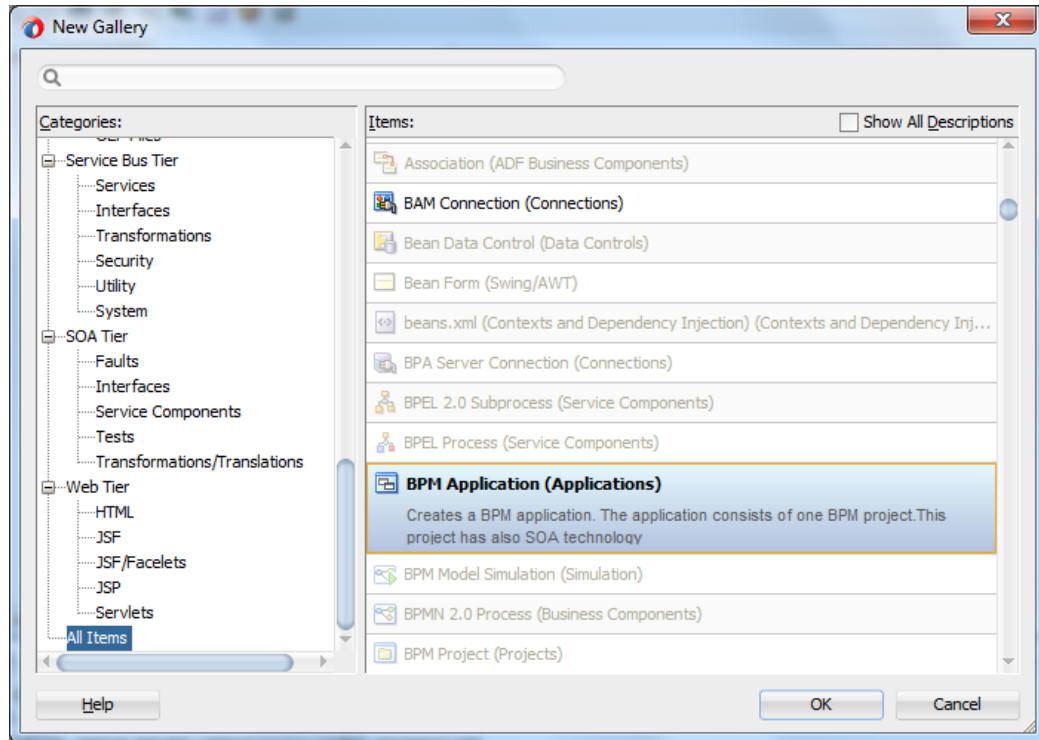 New Gallery
Categories:
Service Bus Tier
Services
Interfaces
Transformations
Security
Utility
System
SOA Tier
Faults
Interfaces
Service Components
Tests
Transformations/Translations
Web Tier
HTML
JSF
JSF/Facelets
JSP
Servlets
All Items
Items:
Show All Descriptions
Association (ADF Business Components)
BAM Connection (Connections)
Bean Data Control (Data Controls)
Bean Form (Swing/AWT)
beans.xml (Contexts and Dependency Injection) (Contexts and Dependency Inj...
BPA Server Connection (Connections)
BPEL 2.0 Subprocess (Service Components)
BPEL Process (Service Components)
BPM Application (Applications)
Creates a BPM application. The application consists of one BPM project.This
project has also SOA technology
BPM Model Simulation (Simulation)
BPMN 2.0 Process (Business Components)
BPM Project (Projects)
Help
OK
Cancel